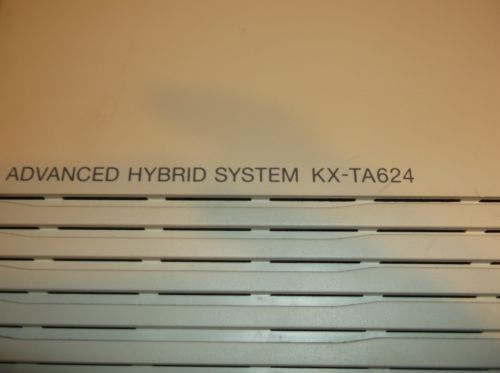 ADVANCED HYBRID SYSTEM KX-TA624